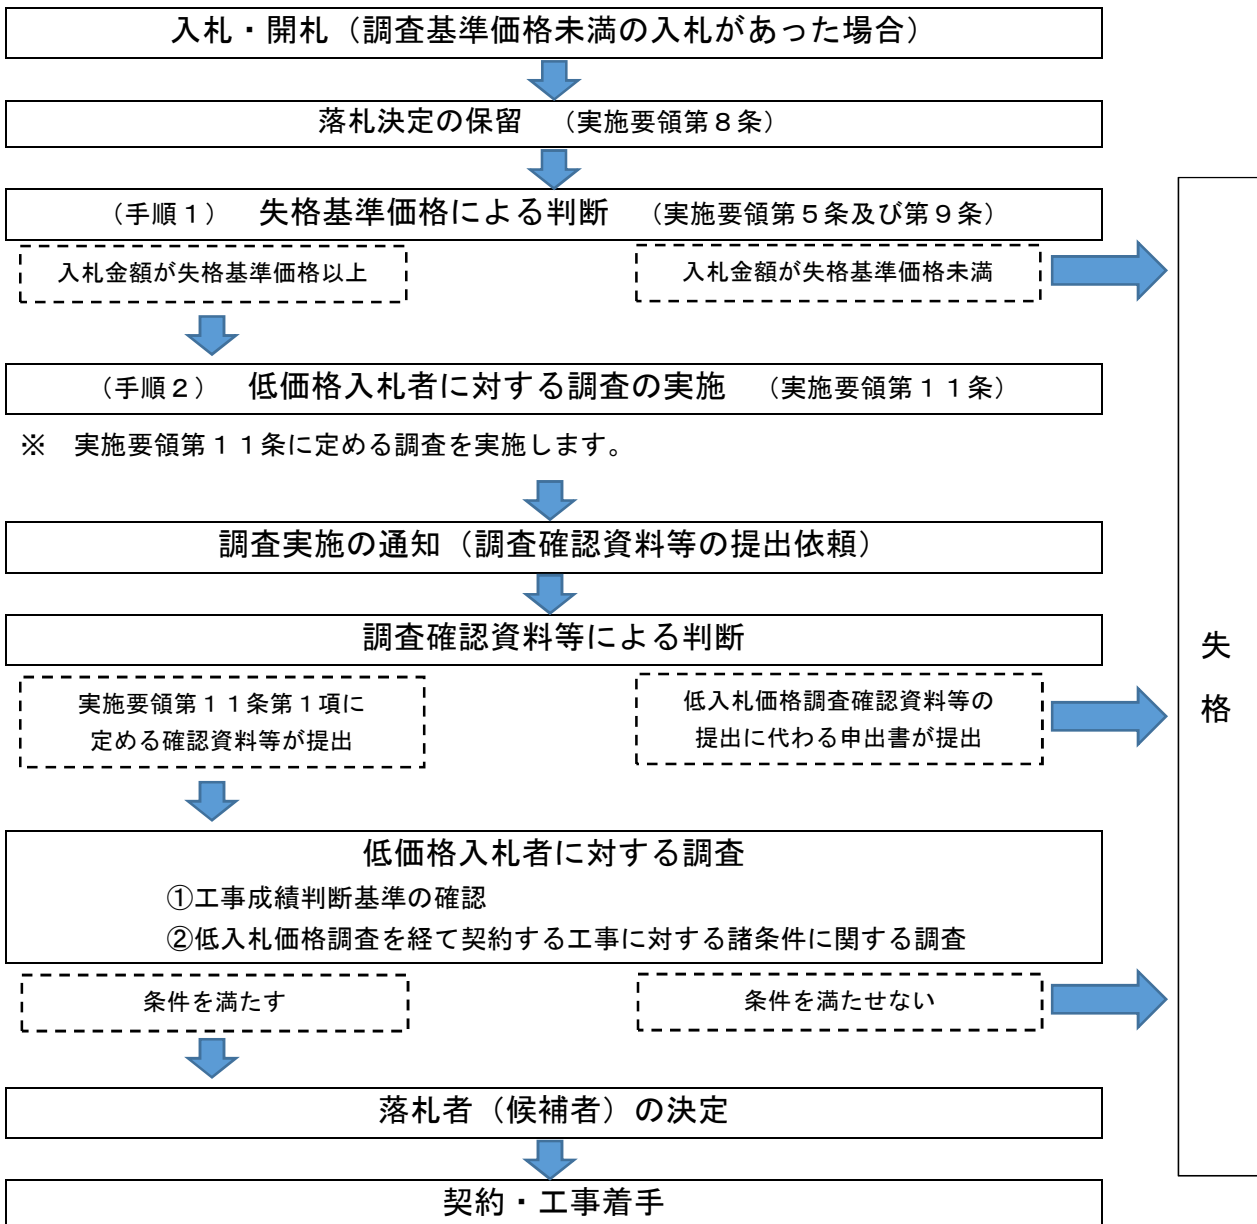 入札・開札（調査基準価格未満の入札があった場合）
落札決定の保留　（実施要領第８条）
（手順１）　失格基準価格による判断　（実施要領第５条及び第９条）
入札金額が失格基準価格以上
入札金額が失格基準価格未満
（手順２）　低価格入札者に対する調査の実施　（実施要領第１１条）
※　実施要領第１１条に定める調査を実施します。
調査実施の通知（調査確認資料等の提出依頼）
調査確認資料等による判断
実施要領第１１条第１項に
定める確認資料等が提出
低入札価格調査確認資料等の
提出に代わる申出書が提出
低価格入札者に対する調査
①工事成績判断基準の確認
②低入札価格調査を経て契約する工事に対する諸条件に関する調査
条件を満たす
条件を満たせない
落札者（候補者）の決定
契約・工事着手
失
格